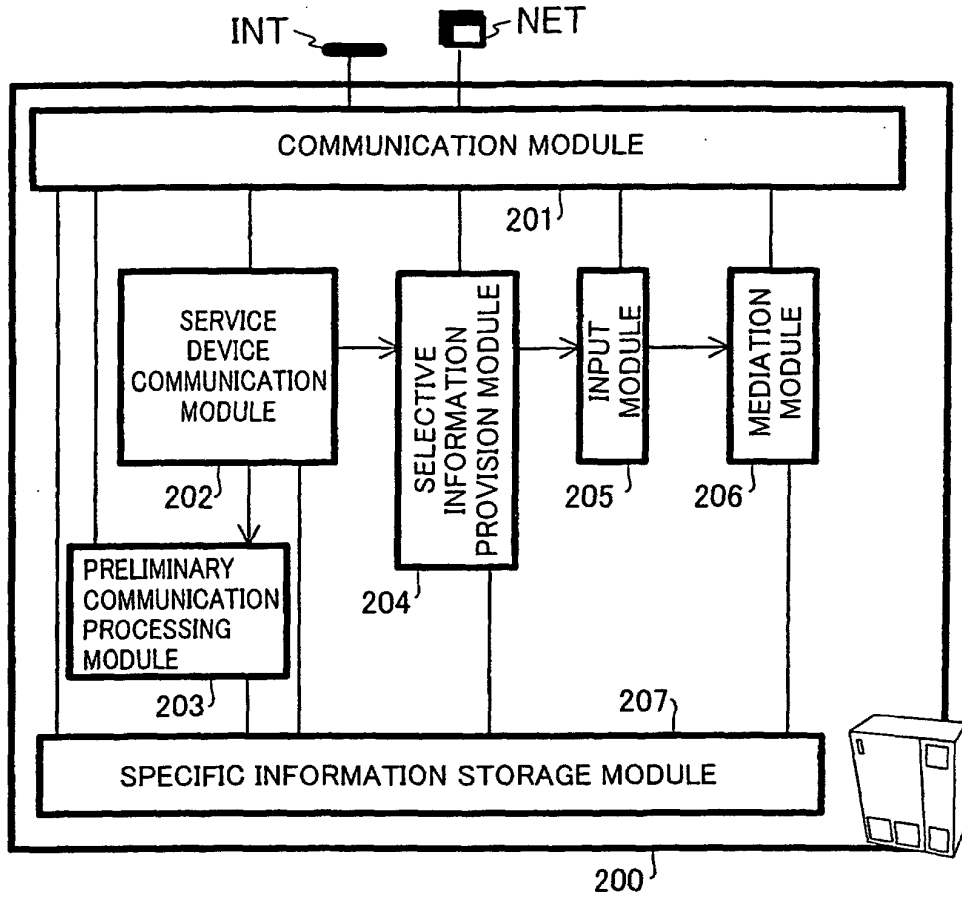 INT
NET
COMMUNICATION MODULE
201
SERVICE
DEVICE
COMMUNICATION
MODULE
202
SELECTIVE
INFORMATION
PROVISION MODULE
204
INPUT
MODULE
205
MEDIATION
MODULE
206
PRELIMINARY
COMMUNICATION
PROCESSING
MODULE
203
207
SPECIFIC INFORMATION STORAGE MODULE
200